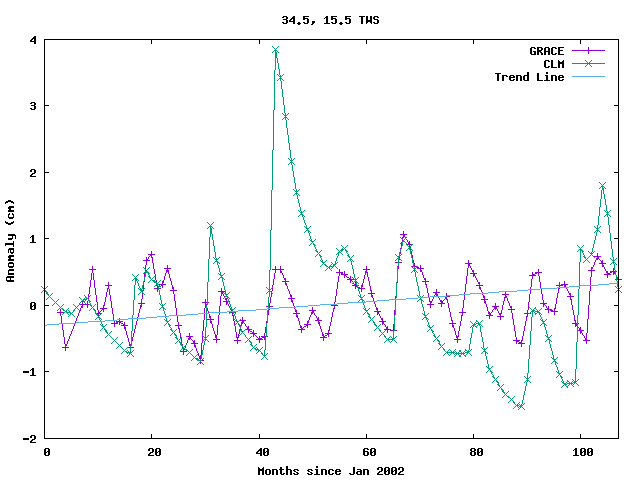 34.5, 15.5 TWS
GRACE
CLM
Trend Line
4
3
2
1
0
-1
-2
Anomaly (cm)
0 20 40 60 80 100
Months since Jan 2002